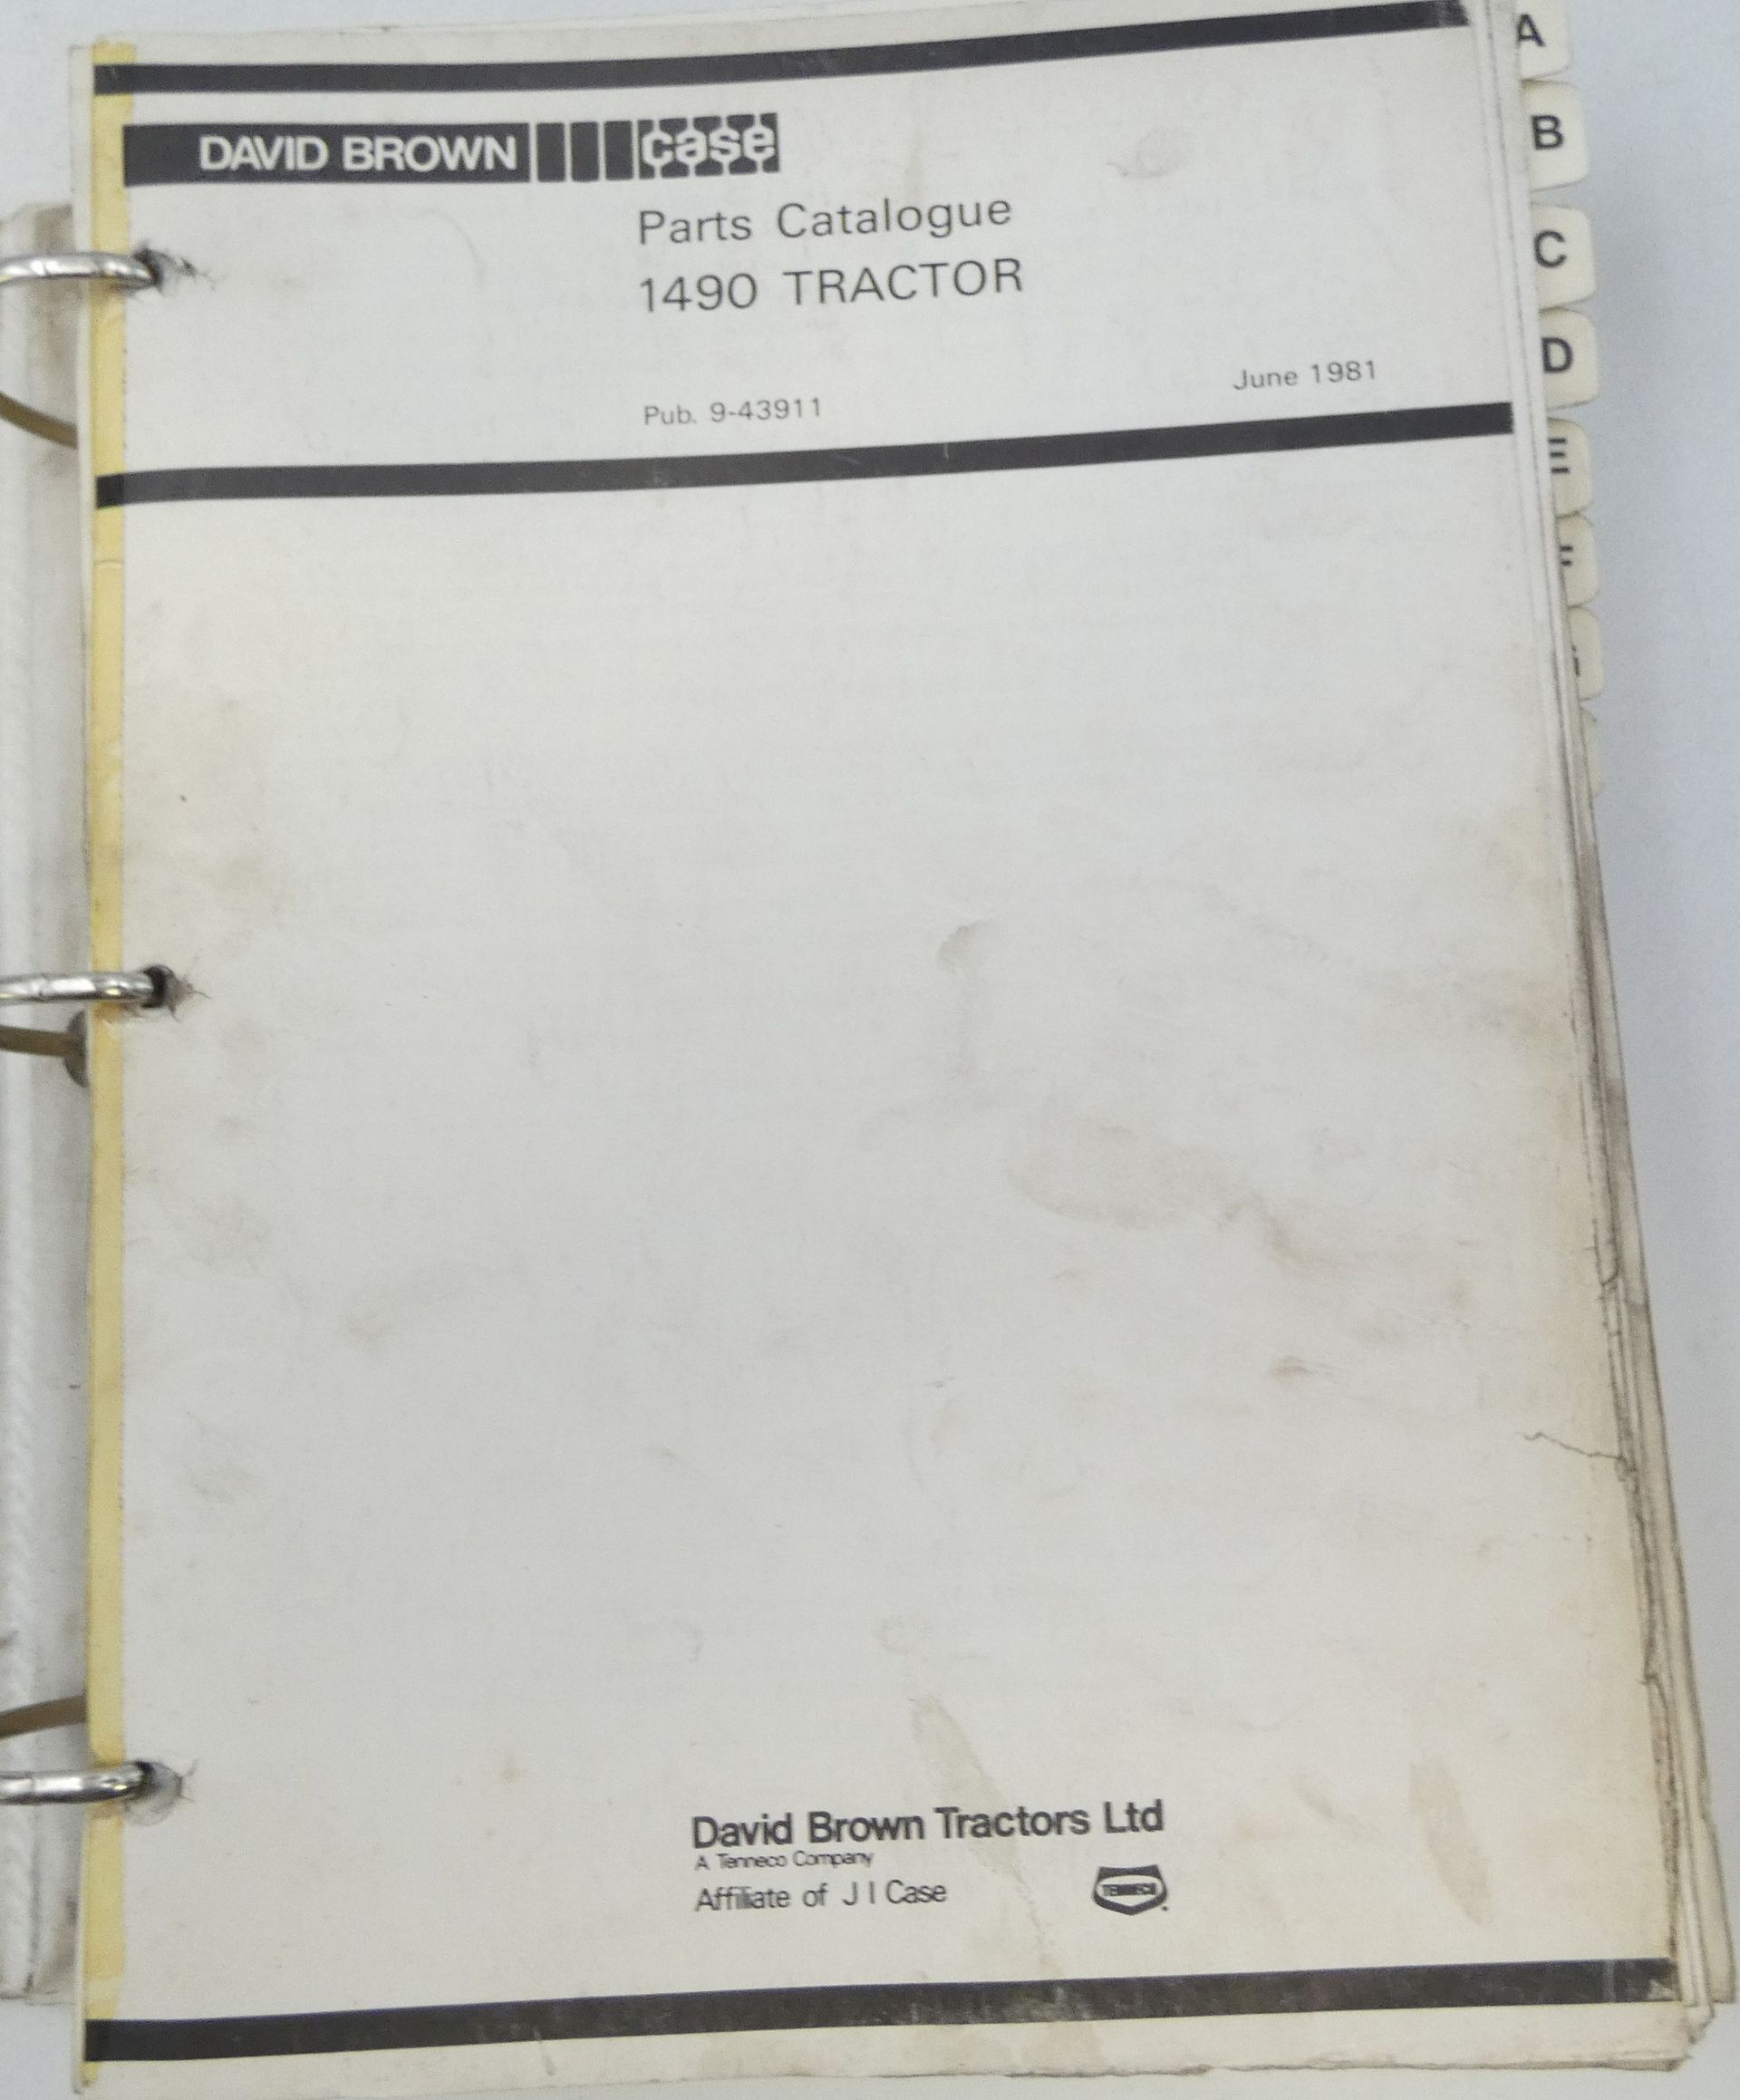 DAVID BROWN case
Parts Catalogue
1490 TRACTOR
June 1981
Pub. 9-43911
David Brown Tractors Ltd
A Tenneco Company
Affiliate of J I Case
TENNECO
A
B
C
D
E
F